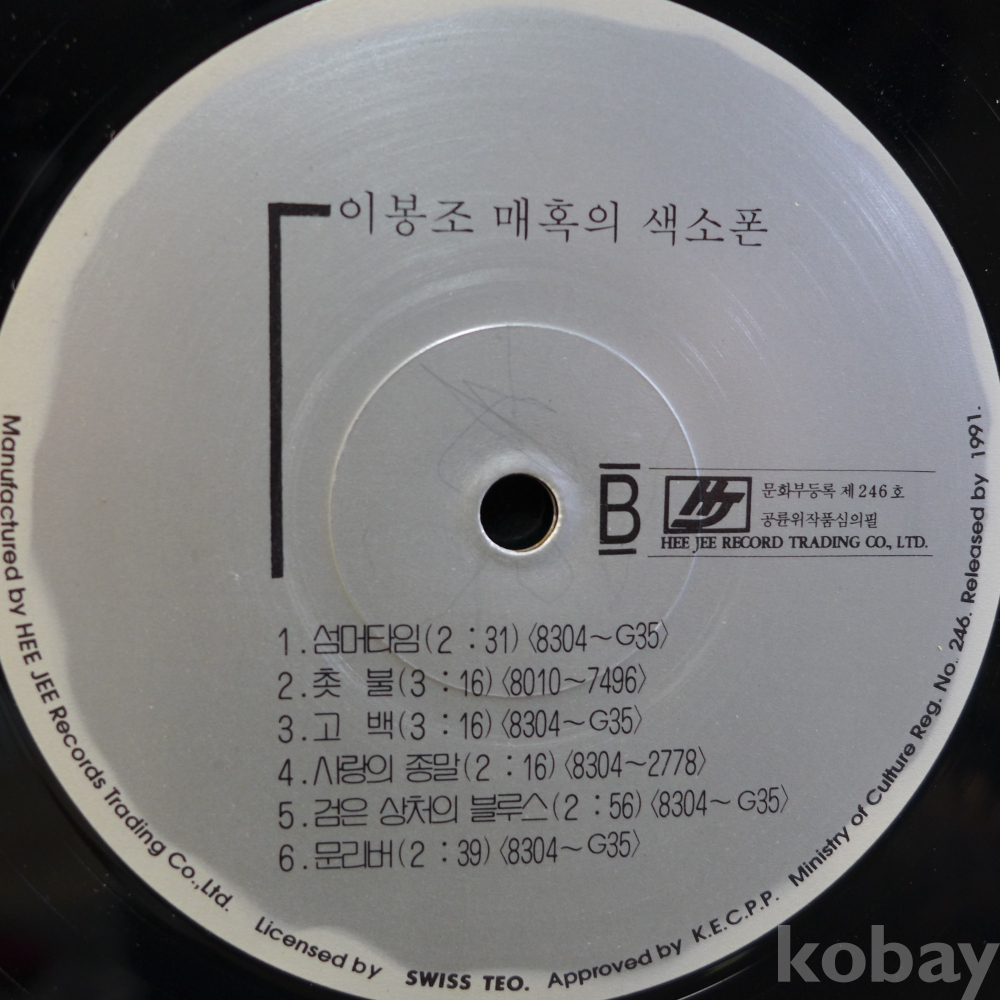 이봉조 매혹의 색소폰
B
HJ
문화부등록 제246호
공륜위작품심의필
HEE JEE RECORD TRADING CO., LTD.
1.섬머타임(2 : 31)〈8304~G35〉
2.촛 불(3 : 16)〈8010~7496〉
3.고 백(3 : 16)〈8304~G35〉
4.사랑의 종말(2 : 16)〈8304~2778〉
5.검은 상처의 블루스(2 : 56)〈8304~G35〉
6.문리버(2 : 39)〈8304~G35〉
Manufactured by HEE JEE Records Trading Co.,Ltd. Licensed by SWISS TEO. Approved by K.E.C.P.P. Ministry of Culture Reg. No. 246. Released by 1991.
kobay